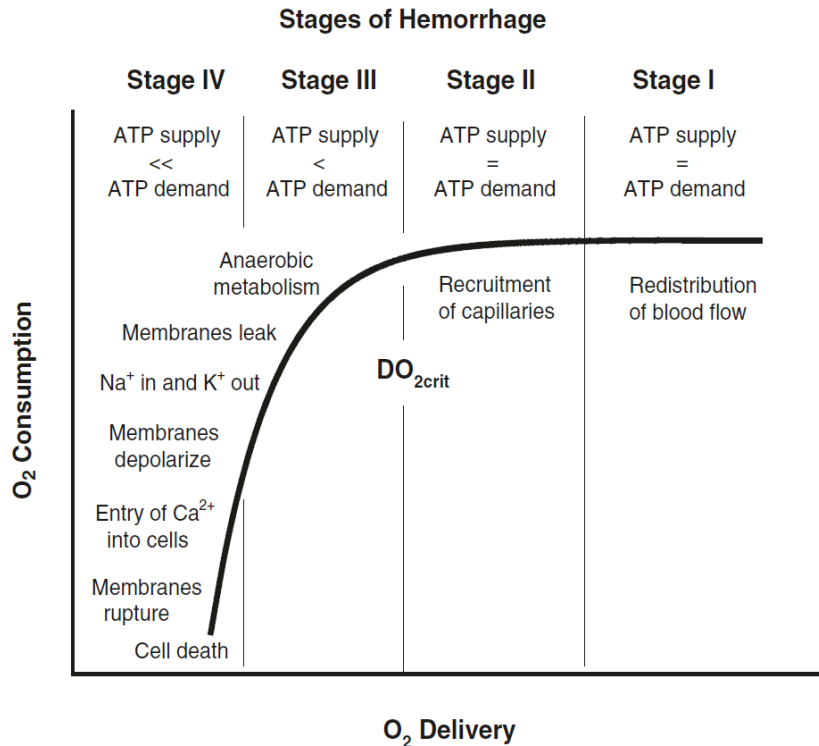 Stages of Hemorrhage
Stage IV
Stage III
Stage II
Stage I
ATP supply
<<
ATP demand
ATP supply
<
ATP demand
ATP supply
=
ATP demand
ATP supply
=
ATP demand
Anaerobic
metabolism
Recruitment
of capillaries
Redistribution
of blood flow
Membranes leak
DO₂crit
Na⁺ in and K⁺ out
Membranes
depolarize
Entry of Ca²⁺
into cells
Membranes
rupture
Cell death
O₂ Consumption
O₂ Delivery